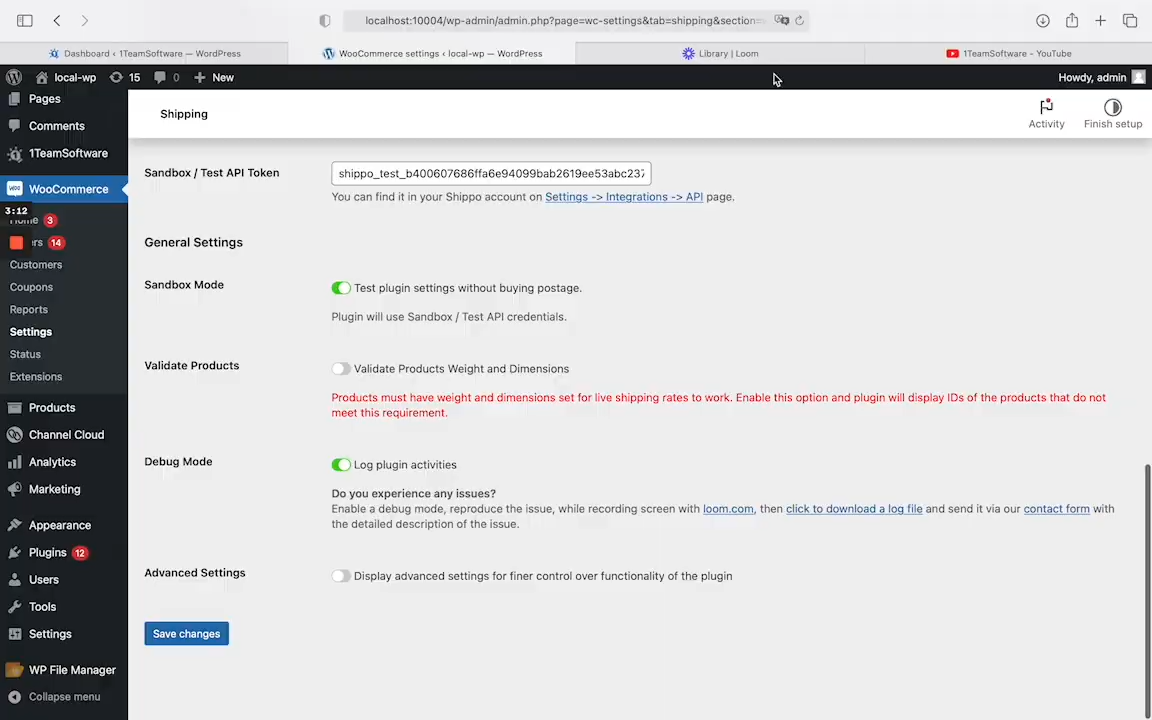 localhost:10004/wp-admin/admin.php?page=wc-settings&tab=shipping&section=
Dashboard ‹ 1TeamSoftware — WordPress
WooCommerce settings ‹ local-wp — WordPress
Library | Loom
1TeamSoftware - YouTube
local-wp
15
0
New
Howdy, admin
Pages
Comments
1TeamSoftware
WooCommerce
3:12
3
14
Customers
Coupons
Reports
Settings
Status
Extensions
Products
Channel Cloud
Analytics
Marketing
Appearance
Plugins 12
Users
Tools
Settings
WP File Manager
Collapse menu
Shipping
Activity
Finish setup
Sandbox / Test API Token
shippo_test_b400607686ffa6e94099bab2619ee53abc237
You can find it in your Shippo account on Settings -> Integrations -> API page.
General Settings
Sandbox Mode
Test plugin settings without buying postage.
Plugin will use Sandbox / Test API credentials.
Validate Products
Validate Products Weight and Dimensions
Products must have weight and dimensions set for live shipping rates to work. Enable this option and plugin will display IDs of the products that do not
meet this requirement.
Debug Mode
Log plugin activities
Do you experience any issues?
Enable a debug mode, reproduce the issue, while recording screen with loom.com, then click to download a log file and send it via our contact form with
the detailed description of the issue.
Advanced Settings
Display advanced settings for finer control over functionality of the plugin
Save changes